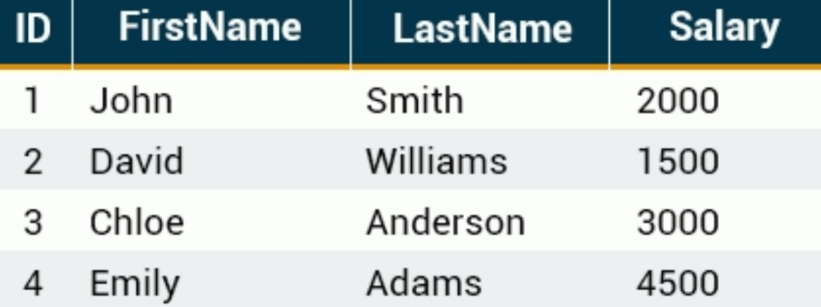 ID FirstName LastName Salary
1 John Smith 2000
2 David Williams 1500
3 Chloe Anderson 3000
4 Emily Adams 4500